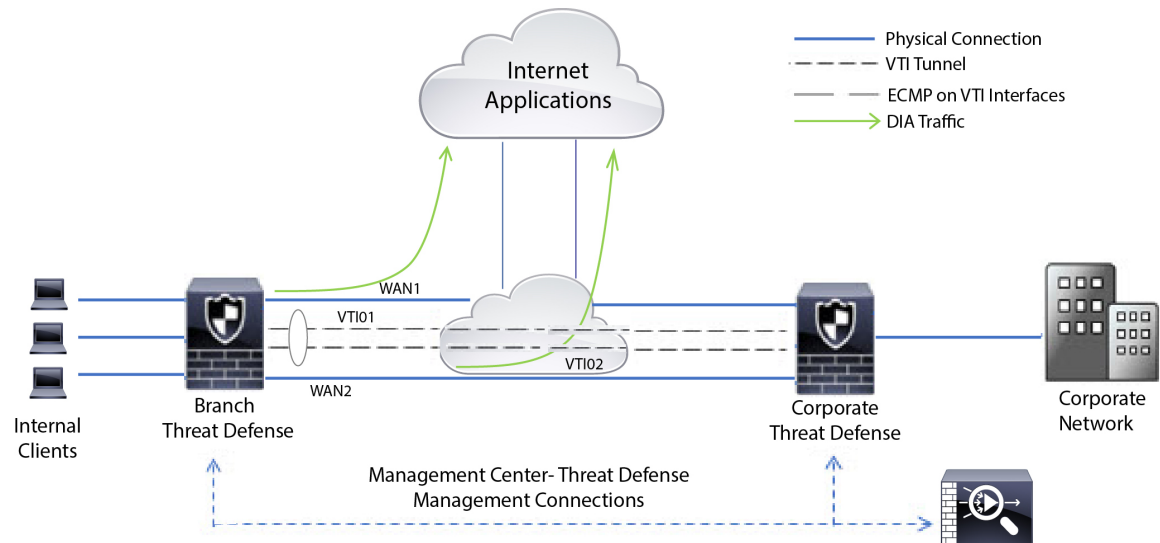 Internet
Applications
Physical Connection
VTI Tunnel
ECMP on VTI Interfaces
DIA Traffic
WAN1
VTI01
VTI02
WAN2
Internal
Clients
Branch
Threat Defense
Corporate
Threat Defense
Corporate
Network
Management Center- Threat Defense
Management Connections